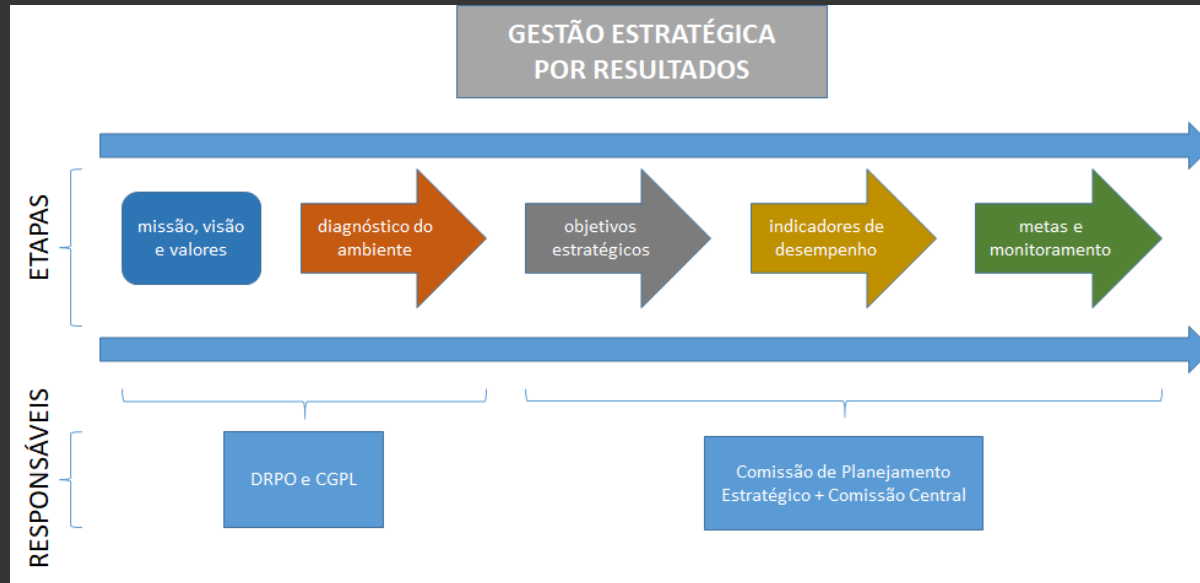 GESTÃO ESTRATÉGICA
POR RESULTADOS
ETAPAS
missão, visão
e valores
diagnóstico do
ambiente
objetivos
estratégicos
indicadores de
desempenho
metas e
monitoramento
RESPONSÁVEIS
DRPO e CGPL
Comissão de Planejamento
Estratégico + Comissão Central